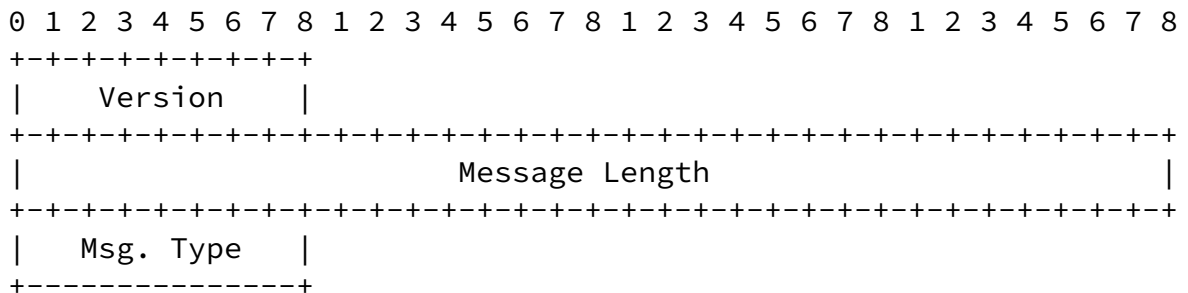 0 1 2 3 4 5 6 7 8 1 2 3 4 5 6 7 8 1 2 3 4 5 6 7 8 1 2 3 4 5 6 7 8
+-+-+-+-+-+-+-+-+
|    Version    |
+-+-+-+-+-+-+-+-+-+-+-+-+-+-+-+-+-+-+-+-+-+-+-+-+-+-+-+-+-+-+-+-+
|                        Message Length                         |
+-+-+-+-+-+-+-+-+-+-+-+-+-+-+-+-+-+-+-+-+-+-+-+-+-+-+-+-+-+-+-+-+
|   Msg. Type   |
+---------------+